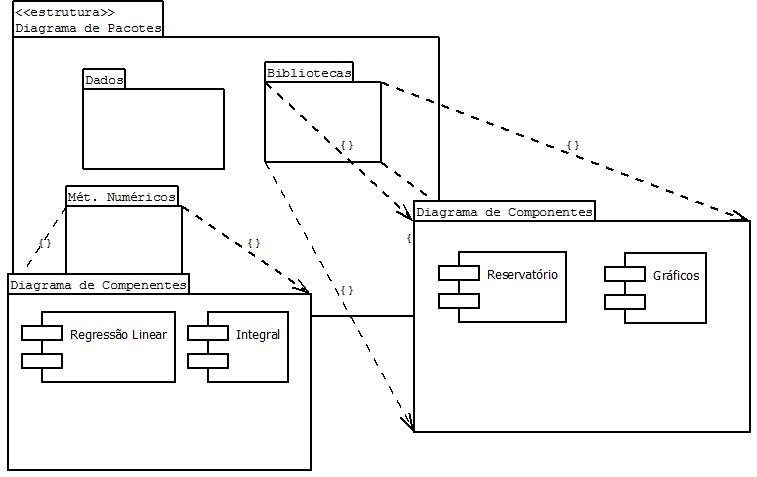 <<estrutura>>
Diagrama de Pacotes
Dados
Bibliotecas
{}
{}
Mét. Numéricos
Diagrama de Componentes
{}
{}
{
Diagrama de Compenentes
Reservatório
Gráficos
{}
Regressão Linear
Integral